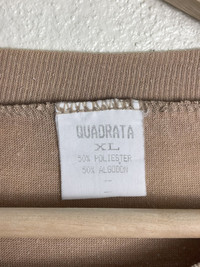 QUADRATA
XL
50% POLIESTER
50% ALGODON